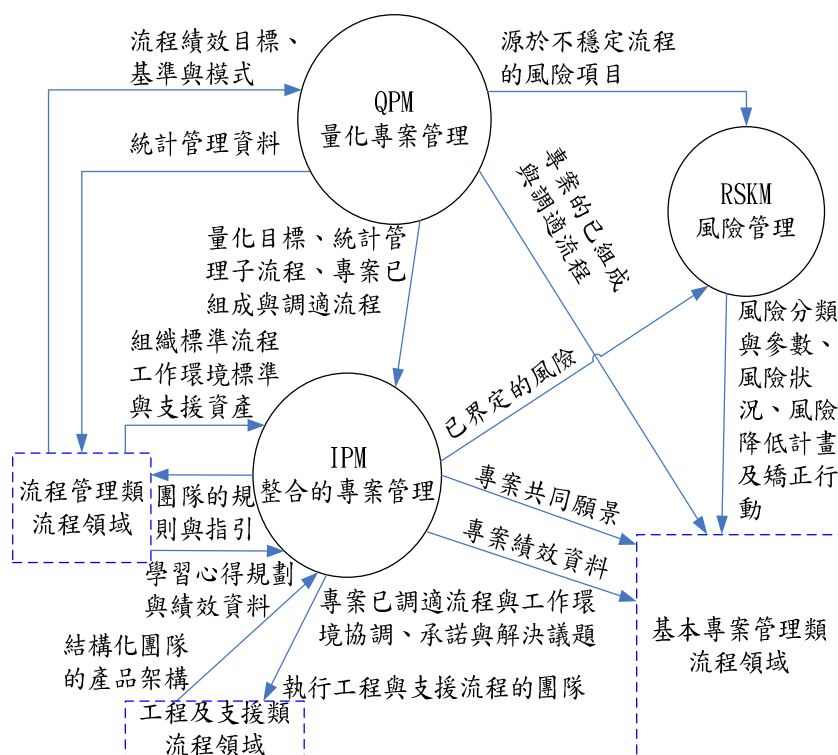 流程績效目標、
基準與模式
源於不穩定流程
的風險項目
QPM
量化專案管理
統計管理資料
專案的已組成
與調適流程
RSKM
風險管理
量化目標、統計管
理子流程、專案已
組成與調適流程
風險分類
與參數、
風險狀
況、風險
降低計畫
及矯正行
動
組織標準流程
工作環境標準
與支援資產
已界定的風險
IPM
整合的專案管理
流程管理類
流程領域
團隊的規
則與指引
專案共同願景
專案績效資料
學習心得規劃
與績效資料
專案已調適流程與工作環
境協調、承諾與解決議題
基本專案管理類
流程領域
結構化團隊
的產品架構
執行工程與支援流程的團隊
工程及支援類
流程領域